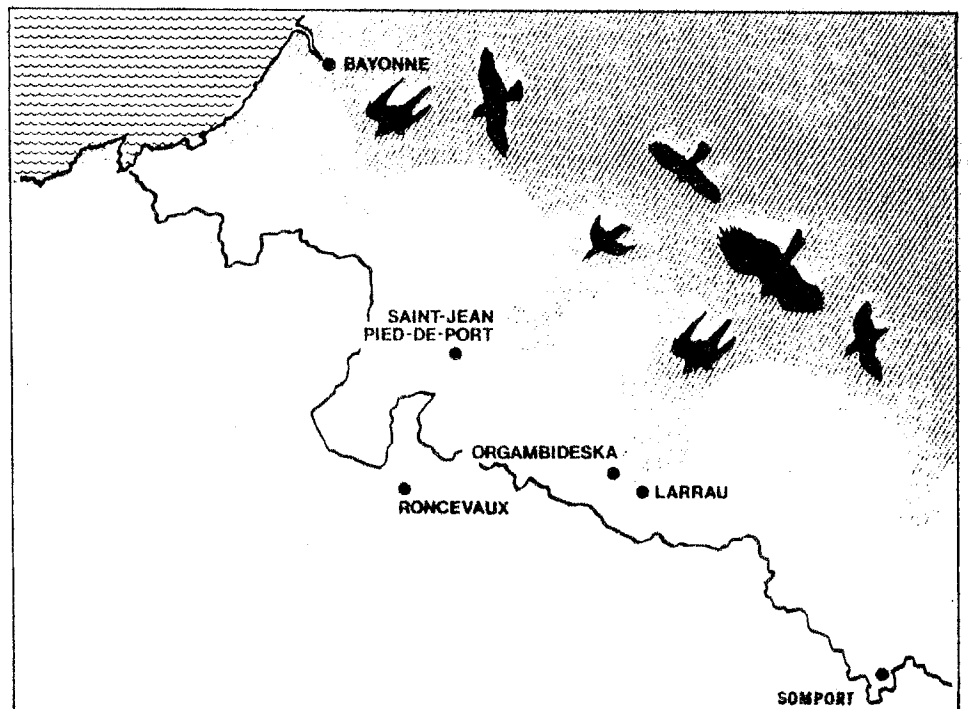 BAYONNE
SAINT-JEAN
PIED-DE-PORT
ORGAMBIDESKA
LARRAU
RONCEVAUX
SOMPORT